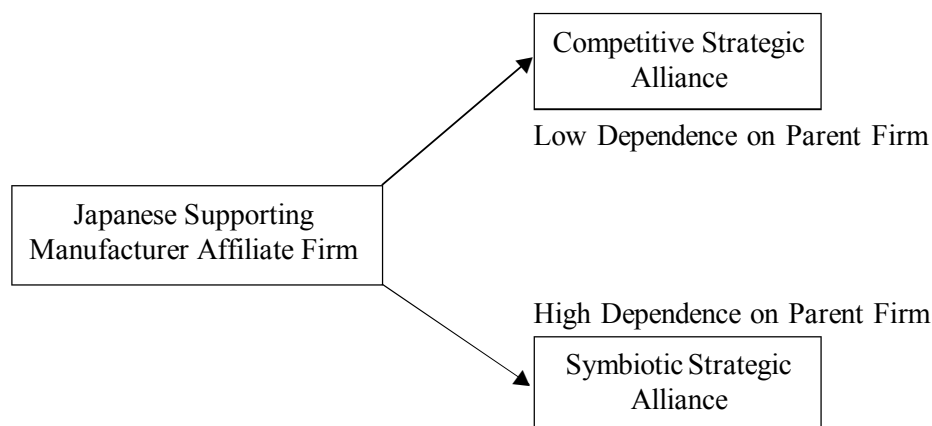 Competitive Strategic
Alliance
Low Dependence on Parent Firm
Japanese Supporting
Manufacturer Affiliate Firm
High Dependence on Parent Firm
Symbiotic Strategic
Alliance